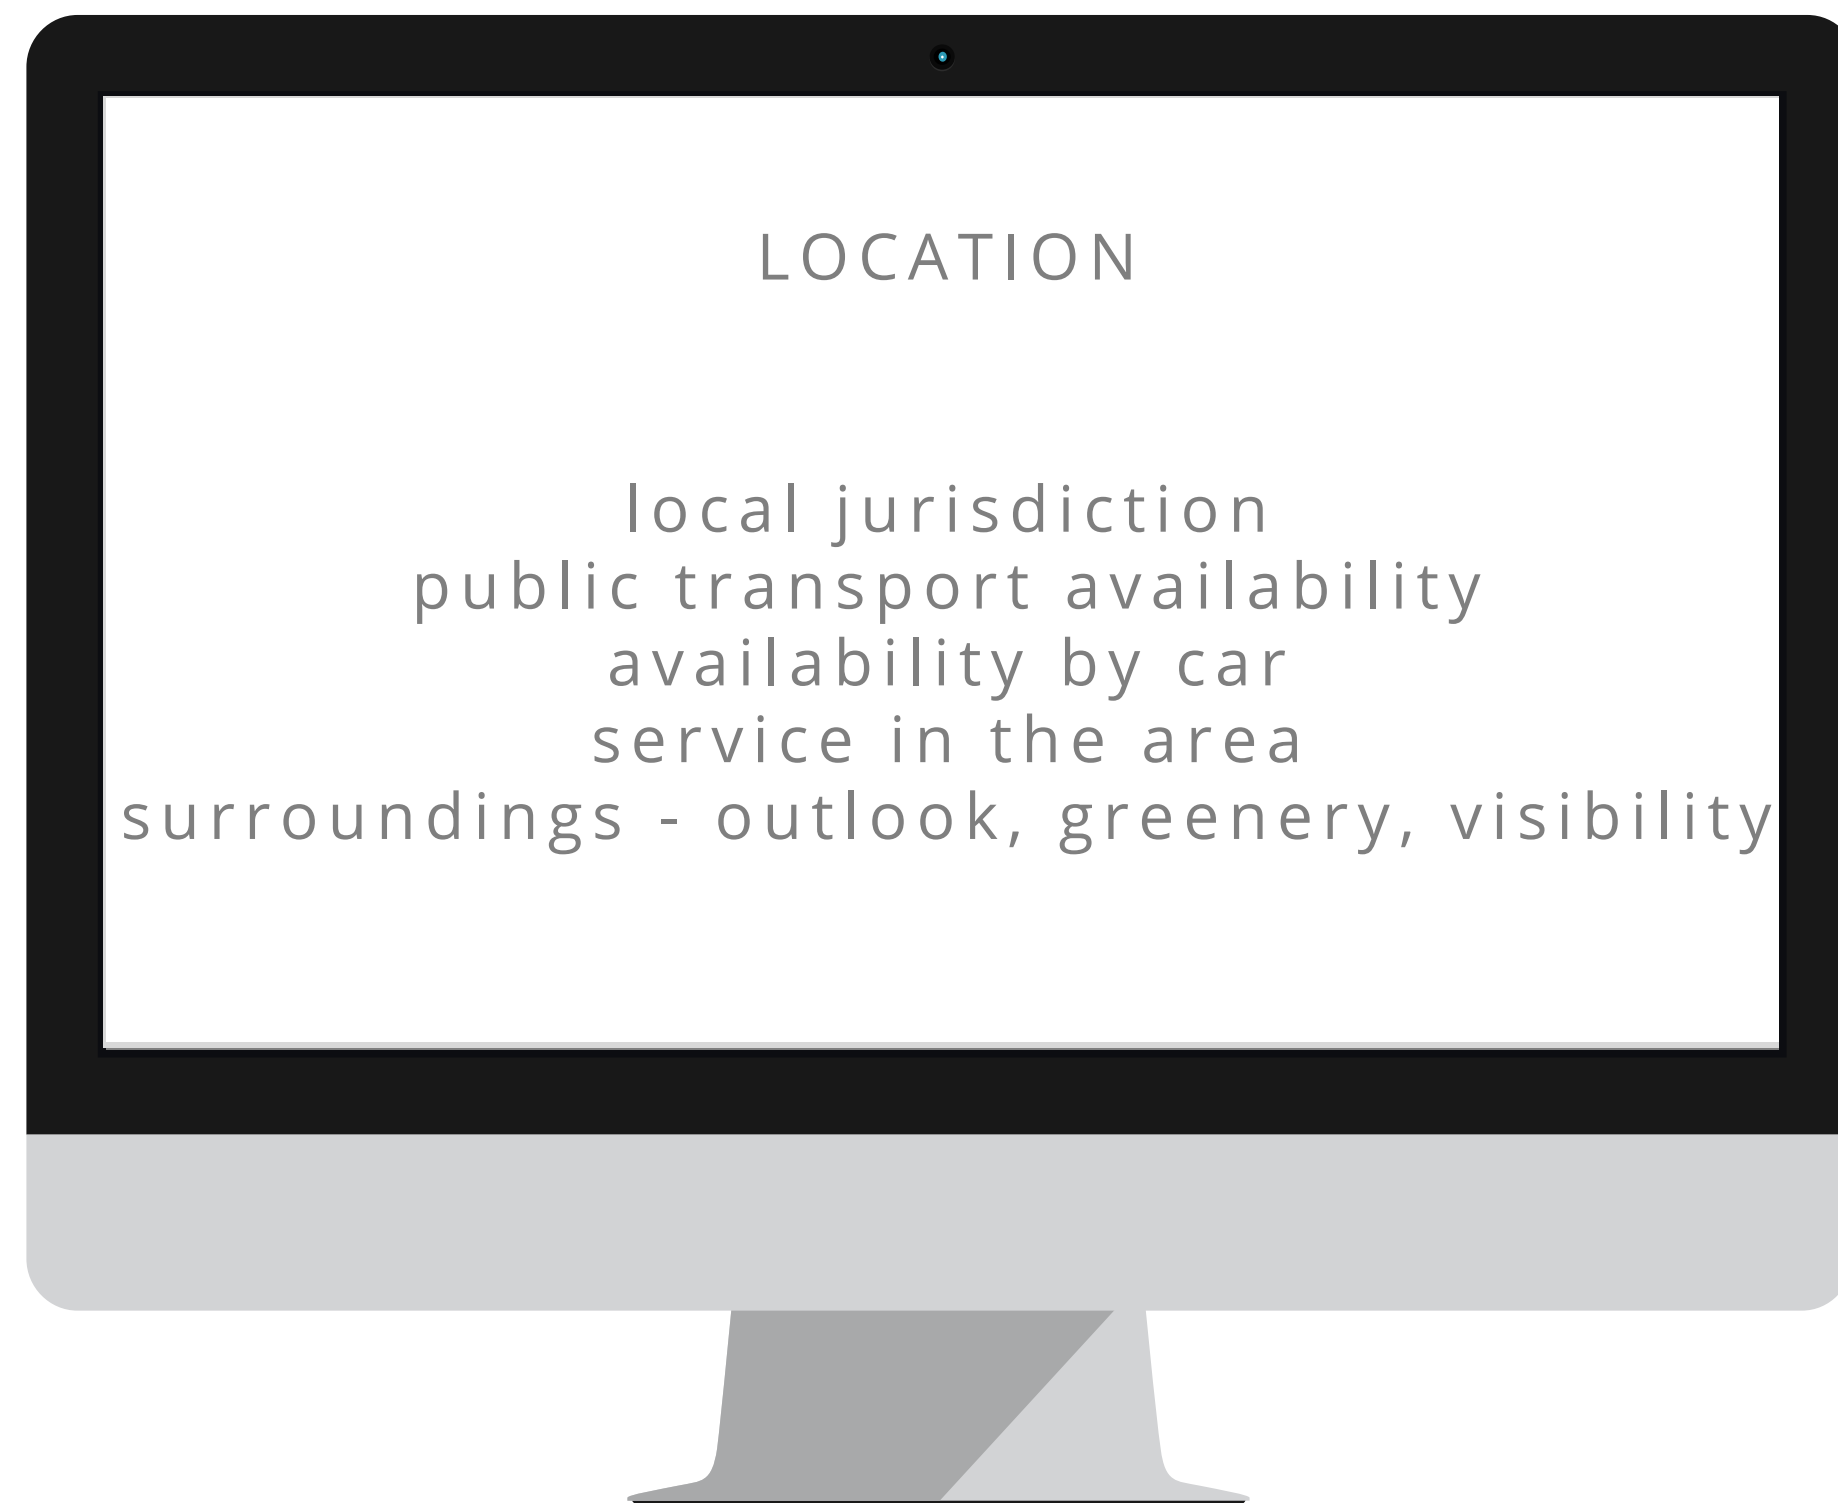 LOCATION
local jurisdiction
public transport availability
availability by car
service in the area
surroundings - outlook, greenery, visibility